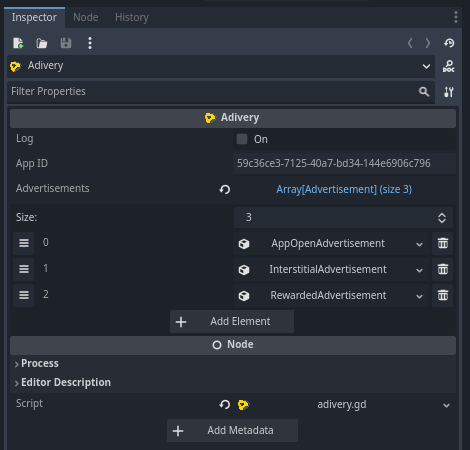 Inspector Node History
Adivery
Filter Properties
Adivery
Log On
App ID 59c36ce3-7125-40a7-bd34-144e6906c796
Advertisements Array[Advertisement] (size 3)
Size: 3
0 AppOpenAdvertisement
1 InterstitialAdvertisement
2 RewardedAdvertisement
Add Element
Node
Process
Editor Description
Script adivery.gd
Add Metadata